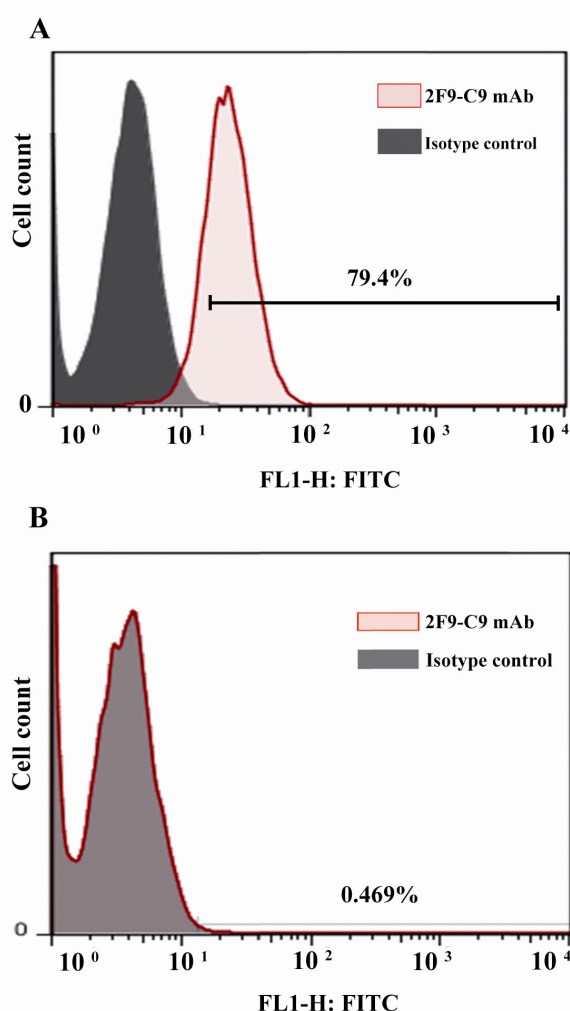 A
2F9-C9 mAb
Isotype control
Cell count
79.4%
0
10 0 10 1 10 2 10 3 10 4
FL1-H: FITC
B
2F9-C9 mAb
Isotype control
Cell count
0.469%
0
10 0 10 1 10 2 10 3 10 4
FL1-H: FITC